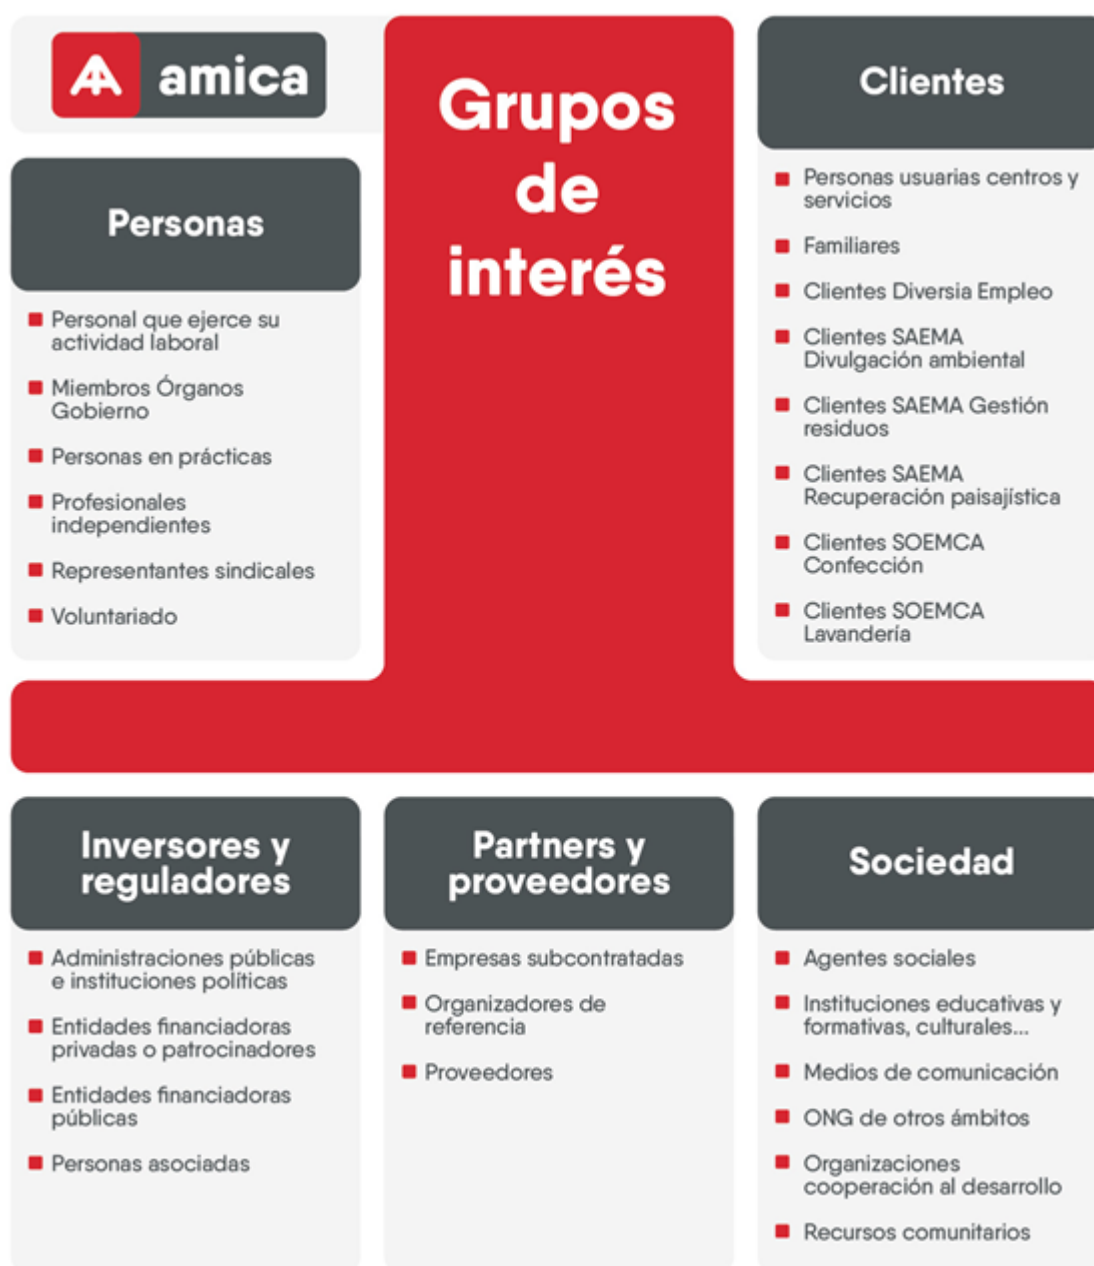 amica
Grupos
de
interés
Personas
Personal que ejerce su
actividad laboral
Miembros Órganos
Gobierno
Personas en prácticas
Profesionales
independientes
Representantes sindicales
Voluntariado
Clientes
Personas usuarias centros y
servicios
Familiares
Clientes Diversia Empleo
Clientes SAEMA
Divulgación ambiental
Clientes SAEMA Gestión
residuos
Clientes SAEMA
Recuperación paisajística
Clientes SOEMCA
Confección
Clientes SOEMCA
Lavandería
Inversores y
reguladores
Administraciones públicas
e instituciones políticas
Entidades financiadoras
privadas o patrocinadores
Entidades financiadoras
públicas
Personas asociadas
Partners y
proveedores
Empresas subcontratadas
Organizadores de
referencia
Proveedores
Sociedad
Agentes sociales
Instituciones educativas y
formativas, culturales...
Medios de comunicación
ONG de otros ámbitos
Organizaciones
cooperación al desarrollo
Recursos comunitarios